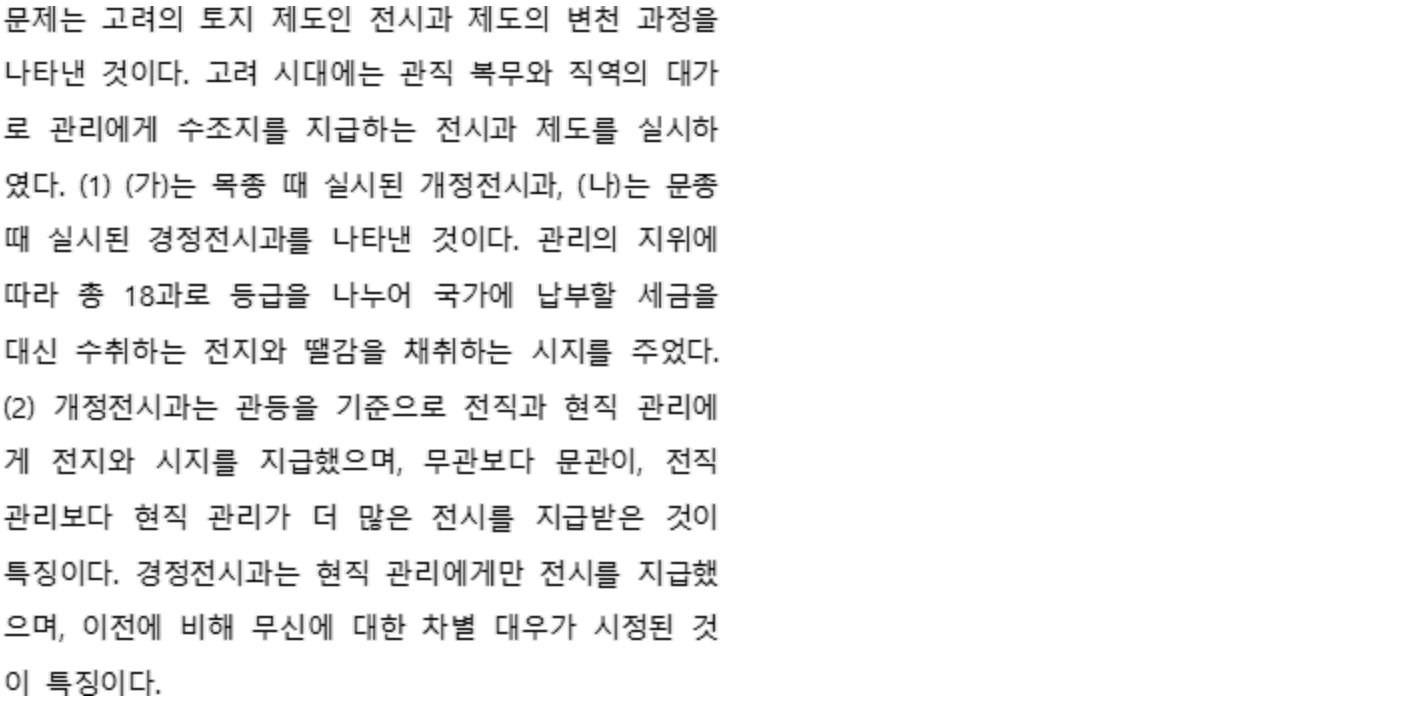 문제는 고려의 토지 제도인 전시과 제도의 변천 과정을
나타낸 것이다. 고려 시대에는 관직 복무와 직역의 대가
로 관리에게 수조지를 지급하는 전시과 제도를 실시하
였다. (1) (가)는 목종 때 실시된 개정전시과, (나)는 문종
때 실시된 경정전시과를 나타낸 것이다. 관리의 지위에
따라 총 18과로 등급을 나누어 국가에 납부할 세금을
대신 수취하는 전지와 땔감을 채취하는 시지를 주었다.
(2) 개정전시과는 관등을 기준으로 전직과 현직 관리에
게 전지와 시지를 지급했으며, 무관보다 문관이, 전직
관리보다 현직 관리가 더 많은 전시를 지급받은 것이
특징이다. 경정전시과는 현직 관리에게만 전시를 지급했
으며, 이전에 비해 무신에 대한 차별 대우가 시정된 것
이 특징이다.